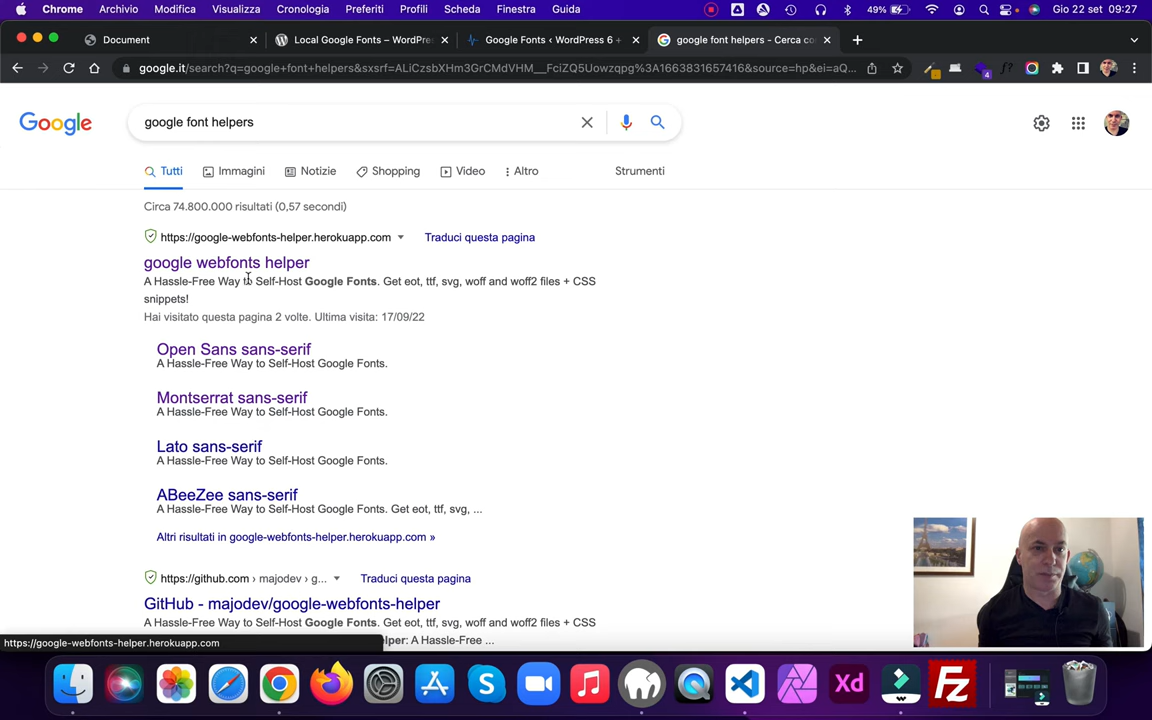 Chrome Archivio Modifica Visualizza Cronologia Preferiti Profili Scheda Finestra Guida 49% Gio 22 set 09:27
Document Local Google Fonts – WordPre Google Fonts ‹ WordPress 6 + google font helpers - Cerca co
google.it/search?q=google+font+helpers&sxsrf=ALiCzsbXHm3GrCMdVHM__FciZQ5Uowzqpg%3A1663831657416&source=hp&ei=aQ...
Google google font helpers
Tutti Immagini Notizie Shopping Video Altro Strumenti
Circa 74.800.000 risultati (0,57 secondi)
https://google-webfonts-helper.herokuapp.com Traduci questa pagina
google webfonts helper
A Hassle-Free Way to Self-Host Google Fonts. Get eot, ttf, svg, woff and woff2 files + CSS
snippets!
Hai visitato questa pagina 2 volte. Ultima visita: 17/09/22
Open Sans sans-serif
A Hassle-Free Way to Self-Host Google Fonts.
Montserrat sans-serif
A Hassle-Free Way to Self-Host Google Fonts.
Lato sans-serif
A Hassle-Free Way to Self-Host Google Fonts.
ABeeZee sans-serif
A Hassle-Free Way to Self-Host Google Fonts. Get eot, ttf, svg, ...
Altri risultati in google-webfonts-helper.herokuapp.com »
https://github.com › majodev › g... Traduci questa pagina
GitHub - majodev/google-webfonts-helper
A Hassle-Free Way to Self-Host Google Fonts. Get eot, ttf, svg, woff and woff2 files + CSS
elper: A Hassle-Free ...
https://google-webfonts-helper.herokuapp.com
Xd Fz